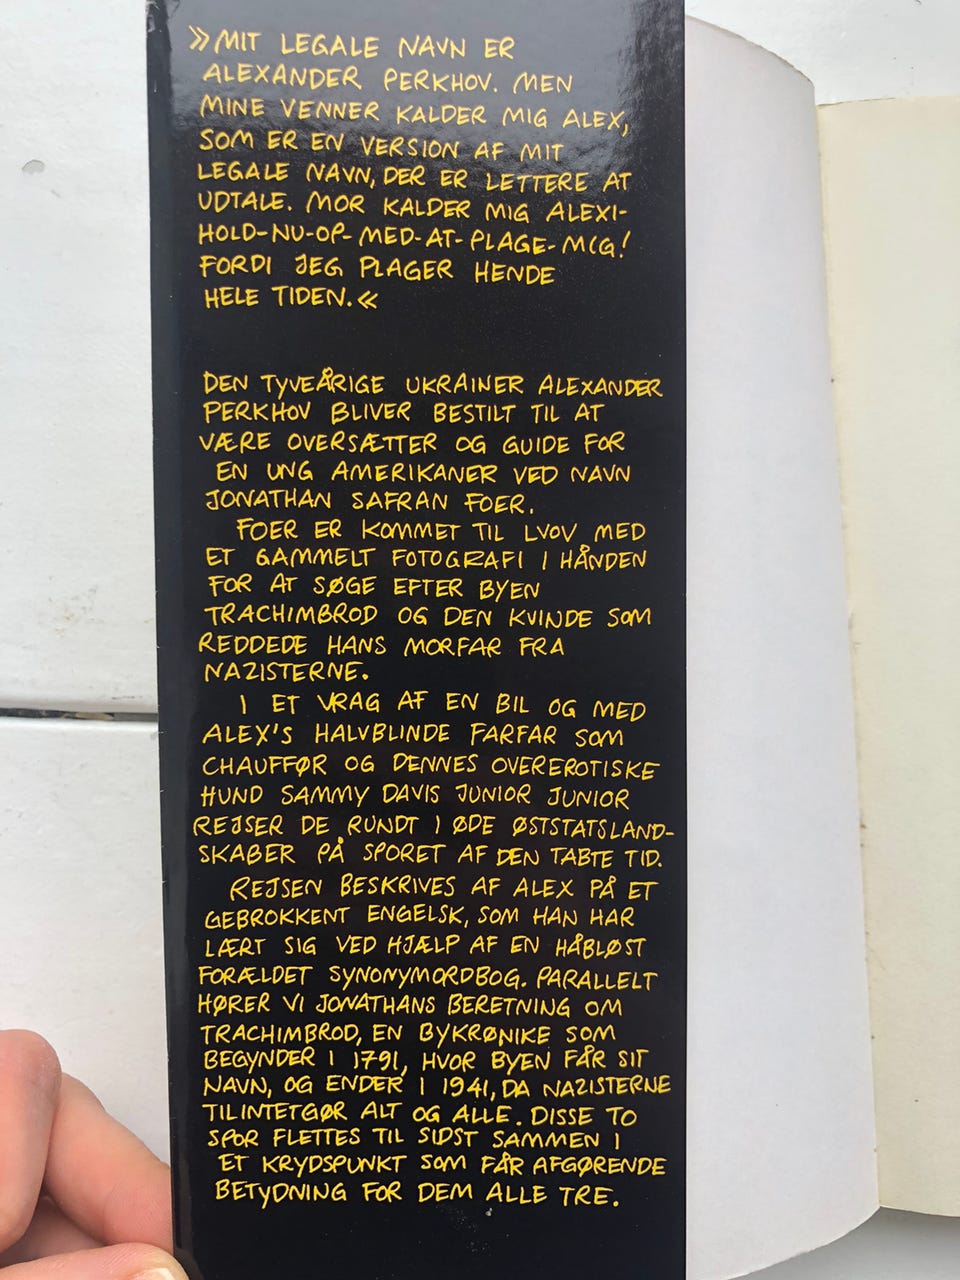 »MIT LEGALE NAVN ER
ALEXANDER PERKHOV. MEN
MINE VENNER KALDER MIG ALEX,
SOM ER EN VERSION AF MIT
LEGALE NAVN, DER ER LETTERE AT
UDTALE. MOR KALDER MIG ALEXI-
HOLD-NU-OP-MED-AT-PLAGE-MIG!
FORDI JEG PLAGER HENDE
HELE TIDEN.«
DEN TYVEÅRIGE UKRAINER ALEXANDER
PERKHOV BLIVER BESTILT TIL AT
VÆRE OVERSÆTTER OG GUIDE FOR
EN UNG AMERIKANER VED NAVN
JONATHAN SAFRAN FOER.
FOER ER KOMMET TIL LVOV MED
ET GAMMELT FOTOGRAFI I HÅNDEN
FOR AT SØGE EFTER BYEN
TRACHIMBROD OG DEN KVINDE SOM
REDDEDE HANS MORFAR FRA
NAZISTERNE.
I ET VRAG AF EN BIL OG MED
ALEX'S HALVBLINDE FARFAR SOM
CHAUFFØR OG DENNES OVEREROTISKE
HUND SAMMY DAVIS JUNIOR JUNIOR
REJSER DE RUNDT I ØDE ØSTSTATSLAND-
SKABER PÅ SPORET AF DEN TABTE TID.
REJSEN BESKRIVES AF ALEX PÅ ET
GEBROKKENT ENGELSK, SOM HAN HAR
LÆRT SIG VED HJÆLP AF EN HÅBLØST
FORÆLDET SYNONYMORDBOG. PARALLELT
HØRER VI JONATHANS BERETNING OM
TRACHIMBROD, EN BYKRØNIKE SOM
BEGYNDER I 1791, HVOR BYEN FÅR SIT
NAVN, OG ENDER I 1941, DA NAZISTERNE
TILINTETGØR ALT OG ALLE. DISSE TO
SPOR FLETTES TIL SIDST SAMMEN I
ET KRYDSPUNKT SOM FÅR AFGØRENDE
BETYDNING FOR DEM ALLE TRE.